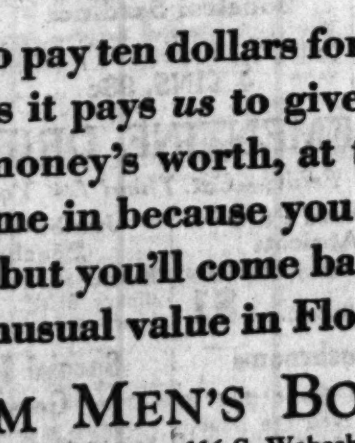 o pay ten dollars for
s it pays us to give
noney's worth, at
me in because you
but you'll come ba
nusual value in Flo
M MEN'S Bo